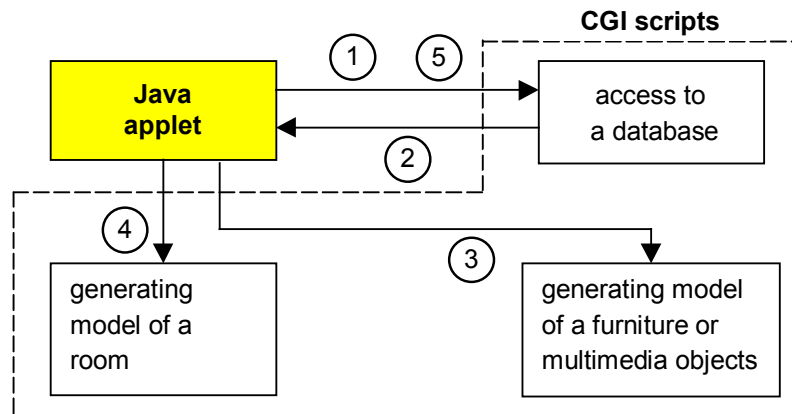 CGI scripts
1
5
Java
applet
access to
a database
2
4
3
generating
model of a
room
generating model
of a furniture or
multimedia objects